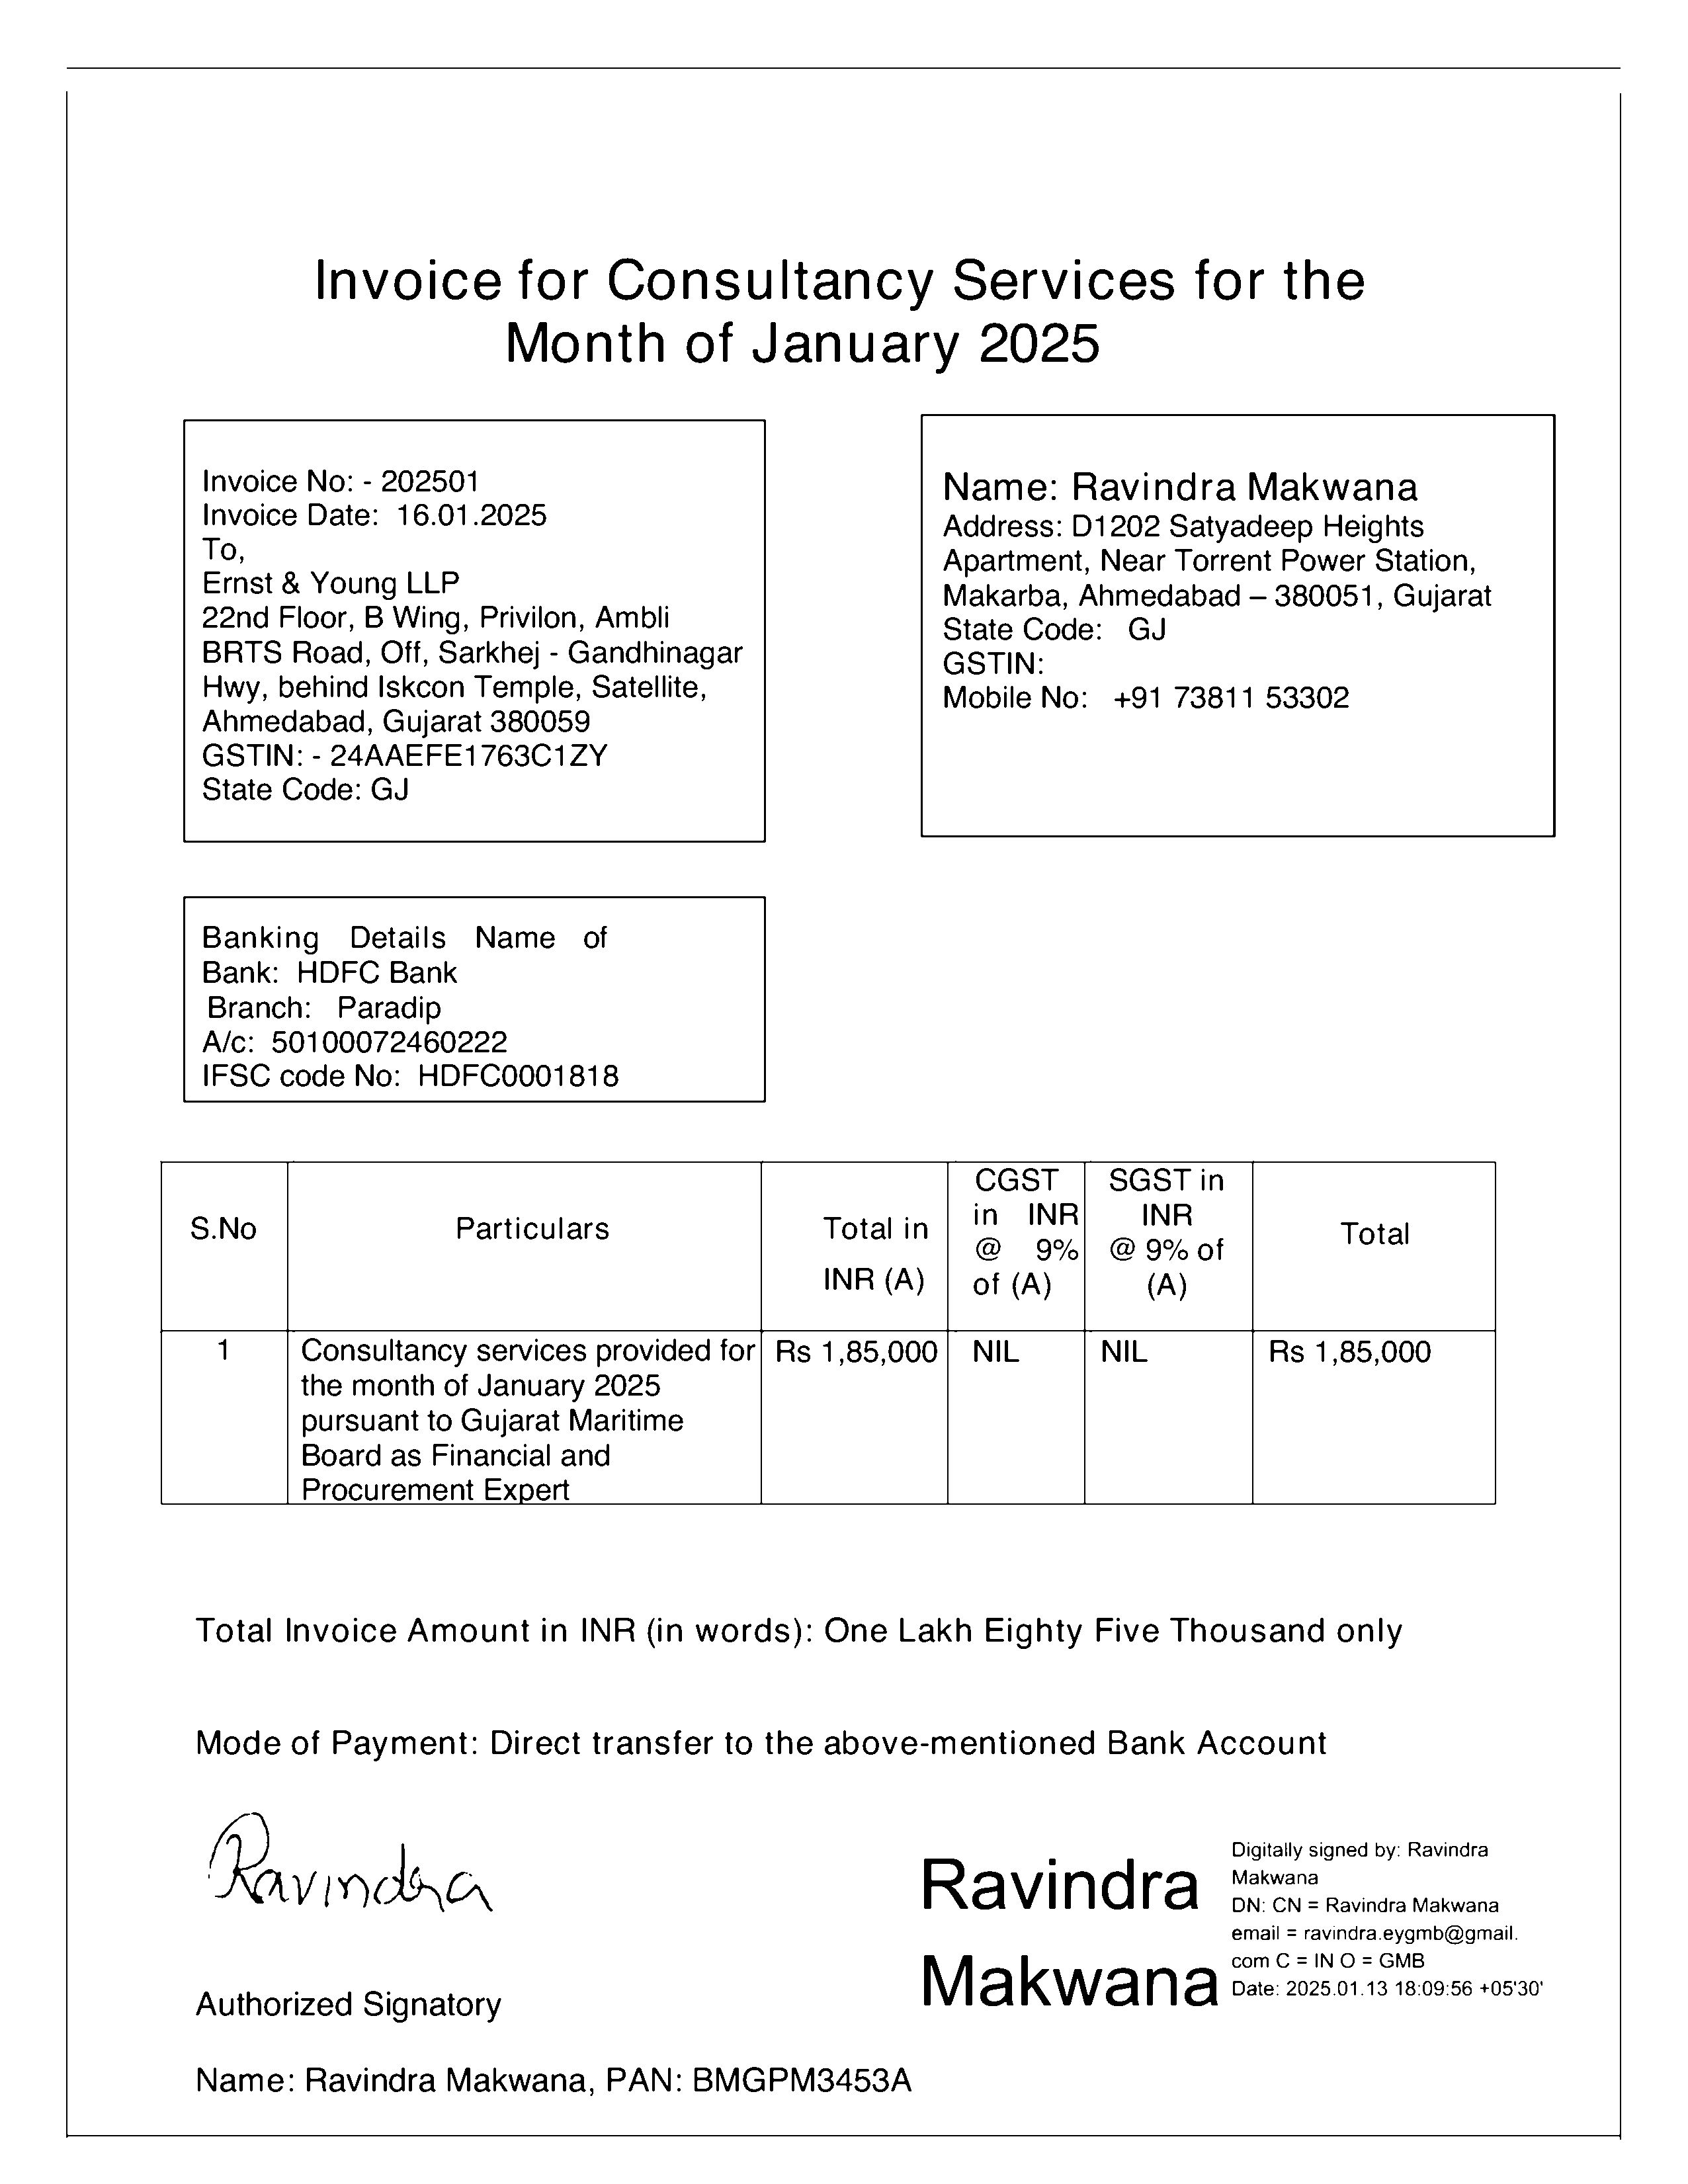 Invoice for Consultancy Services for the
Month of January 2025
Invoice No: - 202501
Invoice Date: 16.01.2025
To,
Ernst & Young LLP
22nd Floor, B Wing, Privilon, Ambli
BRTS Road, Off, Sarkhej - Gandhinagar
Hwy, behind Iskcon Temple, Satellite,
Ahmedabad, Gujarat 380059
GSTIN: - 24AAEFE1763C1ZY
State Code: GJ
Name: Ravindra Makwana
Address: D1202 Satyadeep Heights
Apartment, Near Torrent Power Station,
Makarba, Ahmedabad – 380051, Gujarat
State Code: GJ
GSTIN:
Mobile No: +91 73811 53302
Banking Details Name of
Bank: HDFC Bank
Branch: Paradip
A/c: 50100072460222
IFSC code No: HDFC0001818
S.No
Particulars
Total in
INR (A)
CGST
in INR
@ 9%
of (A)
SGST in
INR
@ 9% of
(A)
Total
1
Consultancy services provided for
the month of January 2025
pursuant to Gujarat Maritime
Board as Financial and
Procurement Expert
Rs 1,85,000
NIL
NIL
Rs 1,85,000
Total Invoice Amount in INR (in words): One Lakh Eighty Five Thousand only
Mode of Payment: Direct transfer to the above-mentioned Bank Account
Ravindra
Authorized Signatory
Ravindra
Makwana
Digitally signed by: Ravindra
Makwana
DN: CN = Ravindra Makwana
email = ravindra.eygmb@gmail.
com C = IN O = GMB
Date: 2025.01.13 18:09:56 +05'30'
Name: Ravindra Makwana, PAN: BMGPM3453A